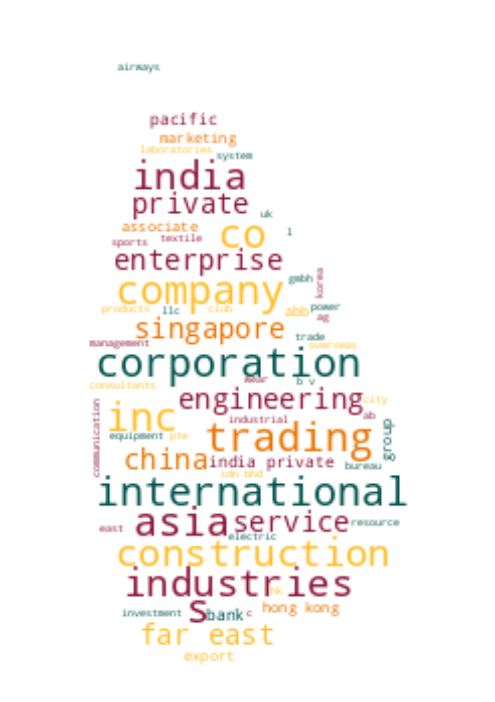 airways
pacific
marketing
laboratories
system
india
private
uk
associate
co
l
sports
textile
enterprise
gmbh
korea
company
products
llc
club
abb
power
ag
singapore
trade
management
overseas
corporation
wear
b v
consultants
engineering
city
inc
ab
communication
industrial
trading
group
equipment
pte
china
india private
bureau
sdn bhd
international
asia
service
resource
east
electric
construction
industries
hk
s
bank
c
hong kong
investment
far east
export